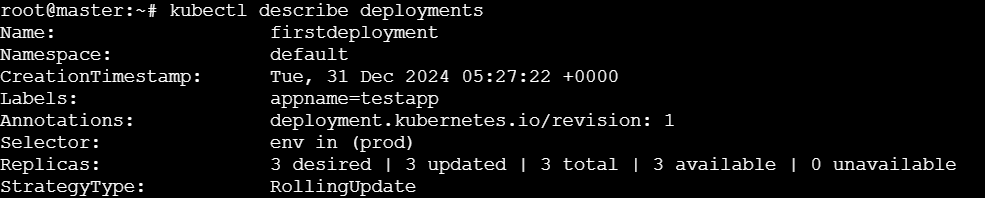 root@master:~# kubectl describe deployments
Name:                   firstdeployment
Namespace:              default
CreationTimestamp:      Tue, 31 Dec 2024 05:27:22 +0000
Labels:                 appname=testapp
Annotations:            deployment.kubernetes.io/revision: 1
Selector:               env in (prod)
Replicas:               3 desired | 3 updated | 3 total | 3 available | 0 unavailable
StrategyType:           RollingUpdate